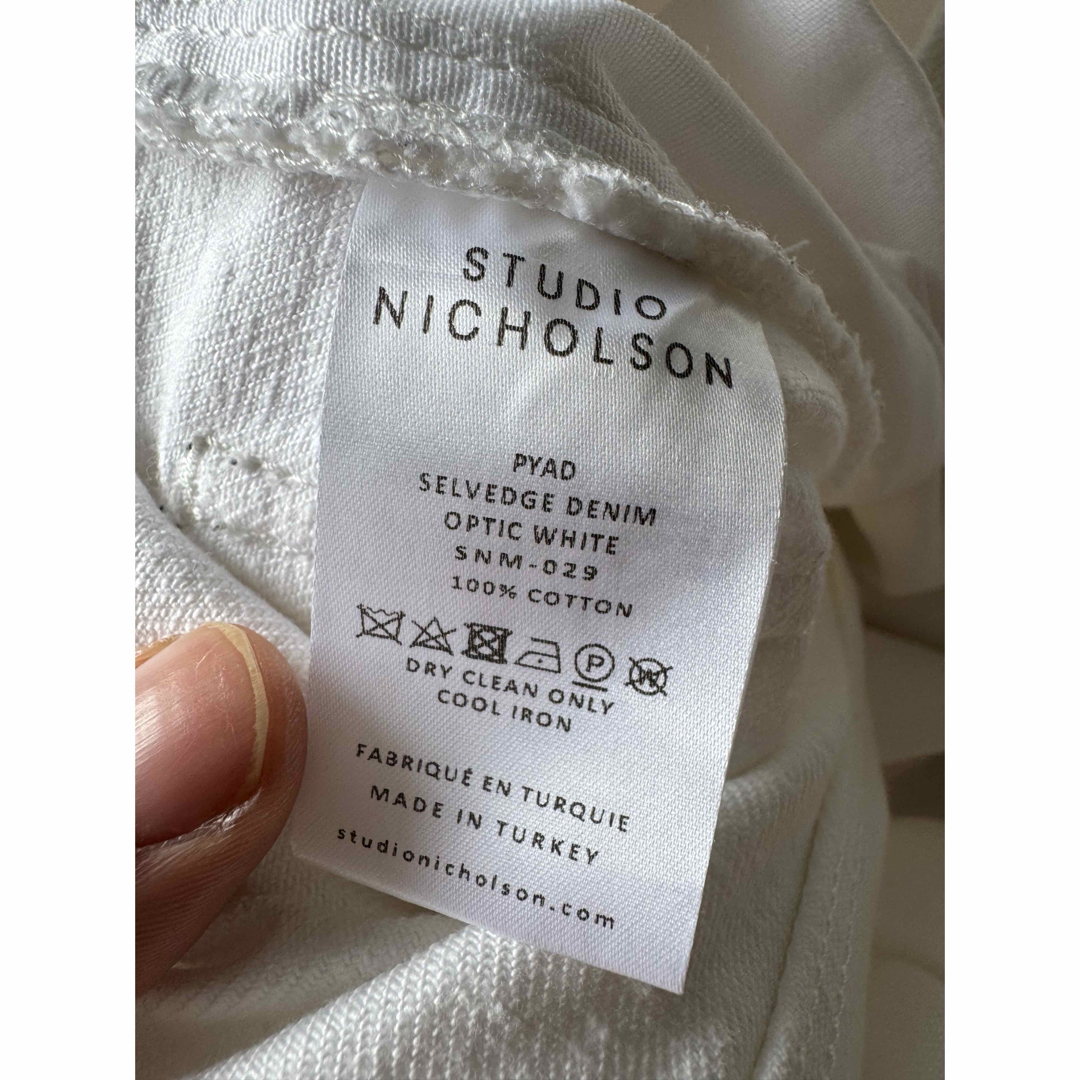 STUDIO
NICHOLSON
PYAD
SELVEDGE DENIM
OPTIC WHITE
SNM-029
100% COTTON
P W
DRY CLEAN ONLY
COOL IRON
FABRIQUÉ EN TURQUIE
MADE IN TURKEY
studionicholson.com